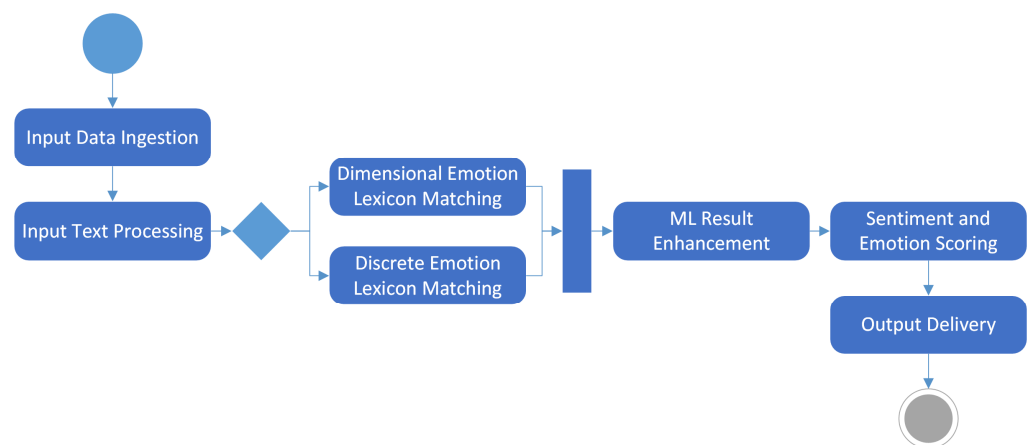 Input Data Ingestion
Input Text Processing
Dimensional Emotion
Lexicon Matching
Discrete Emotion
Lexicon Matching
ML Result
Enhancement
Sentiment and
Emotion Scoring
Output Delivery